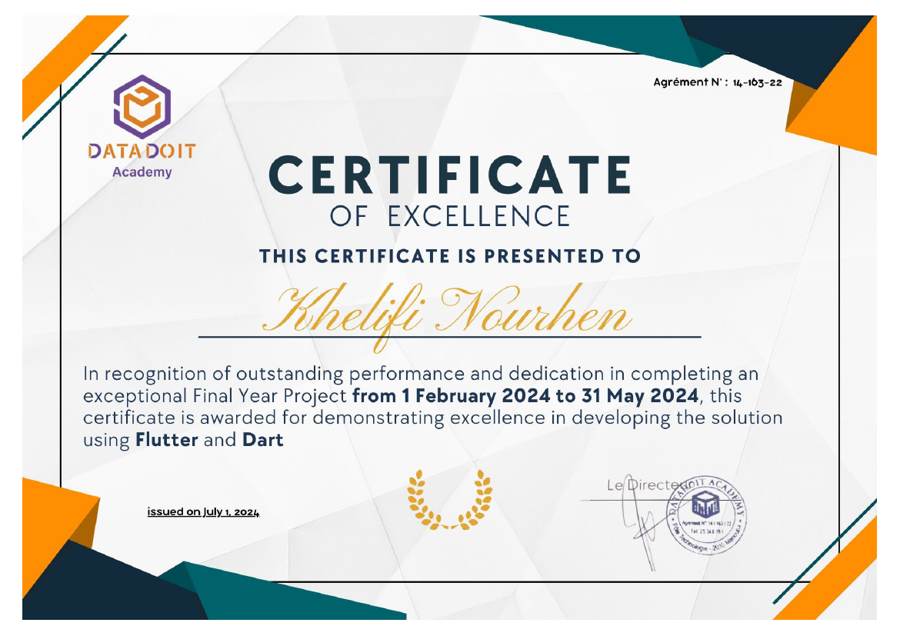 Agrément N° : 14-163-22
DATA DOIT
Academy
CERTIFICATE
OF EXCELLENCE
THIS CERTIFICATE IS PRESENTED TO
Khelifi Nourhen
In recognition of outstanding performance and dedication in completing an
exceptional Final Year Project from 1 February 2024 to 31 May 2024, this
certificate is awarded for demonstrating excellence in developing the solution
using Flutter and Dart
issued on July 1, 2024
Le Directeu
DATADOIT ACADEMY